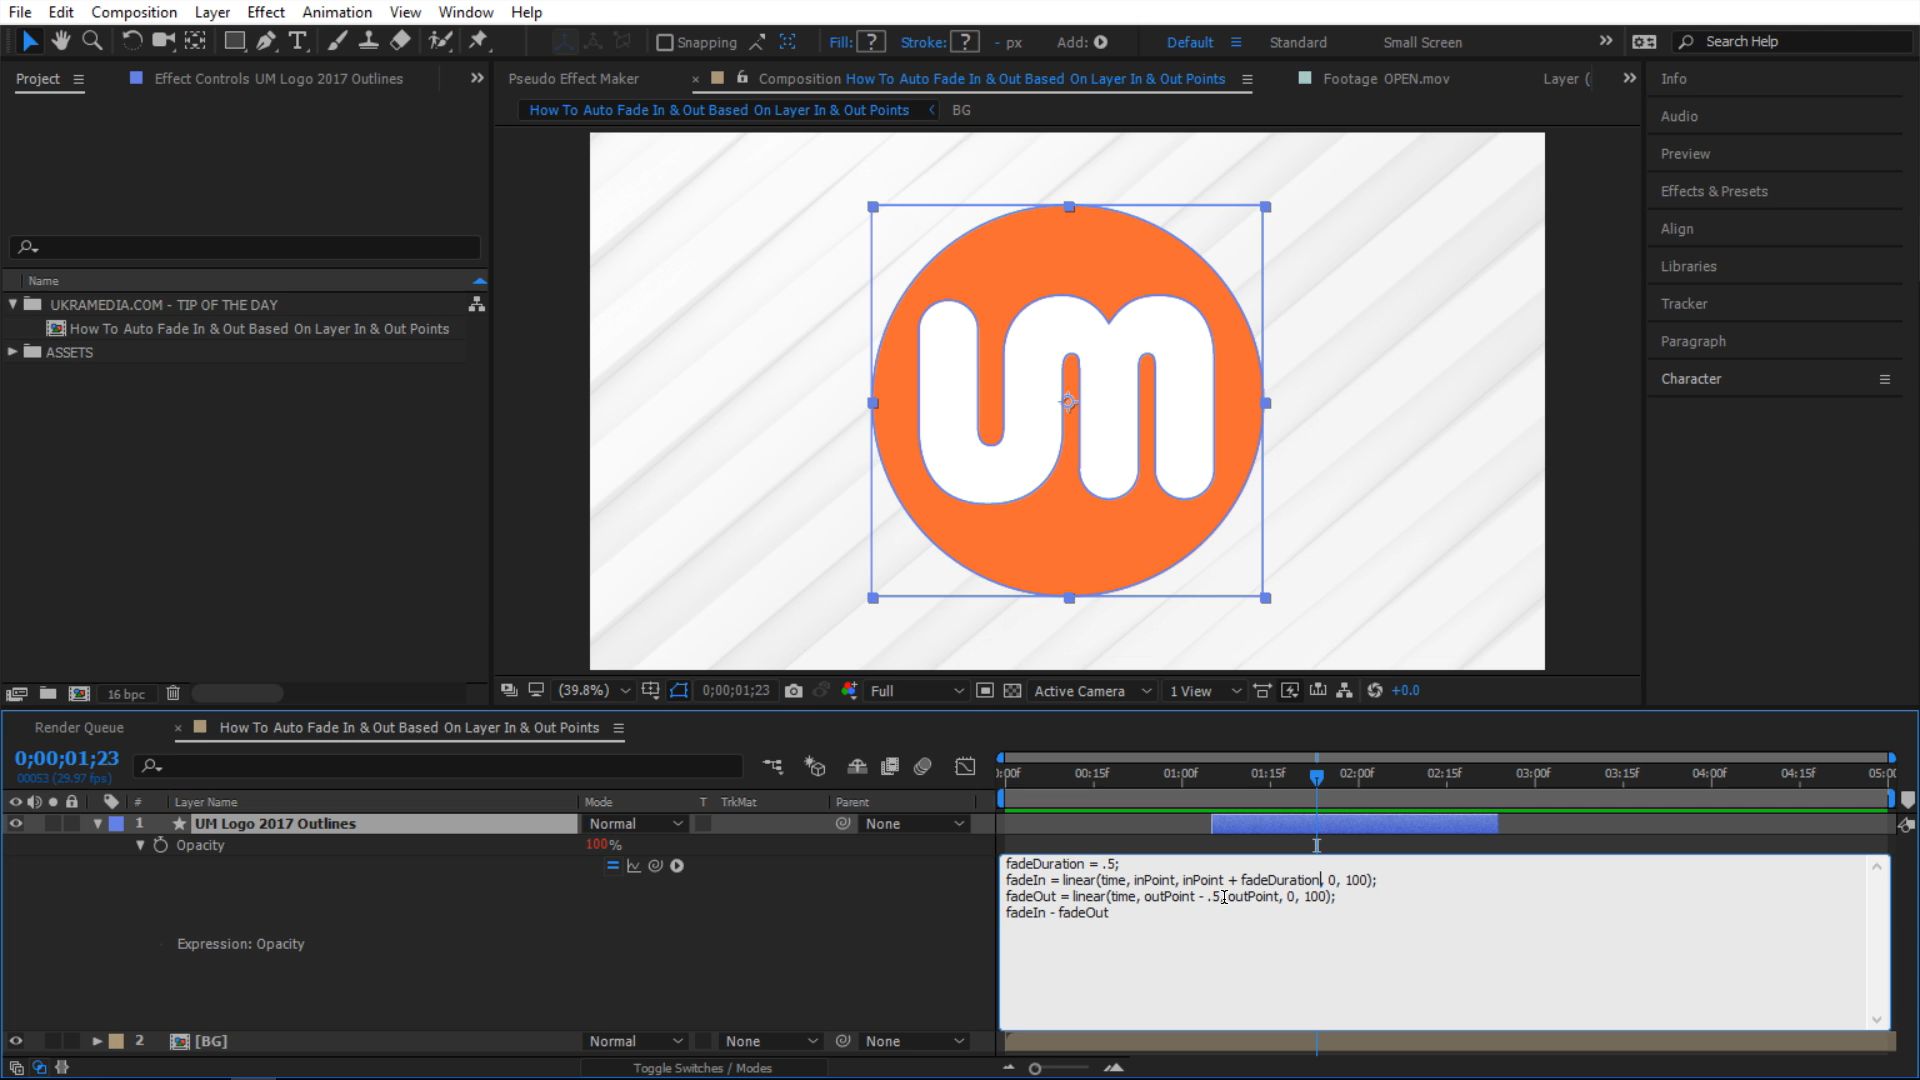 File Edit Composition Layer Effect Animation View Window Help
Snapping Fill: ? Stroke: ? - px Add: Default Standard Small Screen Search Help
Project Effect Controls UM Logo 2017 Outlines Pseudo Effect Maker Composition How To Auto Fade In & Out Based On Layer In & Out Points Footage OPEN.mov Layer ( Info
How To Auto Fade In & Out Based On Layer In & Out Points BG
Audio
Preview
Effects & Presets
Align
Libraries
Tracker
Paragraph
Character
Name
UKRAMEDIA.COM - TIP OF THE DAY
How To Auto Fade In & Out Based On Layer In & Out Points
ASSETS
um
16 bpc (39.8%) 0;00;01;23 Full Active Camera 1 View +0.0
Render Queue How To Auto Fade In & Out Based On Layer In & Out Points
0;00;01;23
00053 (29.97 fps)
:00f 00:15f 01:00f 01:15f 02:00f 02:15f 03:00f 03:15f 04:00f 04:15f 05:00
# Layer Name Mode T TrkMat Parent
1 UM Logo 2017 Outlines Normal None
Opacity 100%
Expression: Opacity
fadeDuration = .5;
fadeIn = linear(time, inPoint, inPoint + fadeDuration, 0, 100);
fadeOut = linear(time, outPoint - .5, outPoint, 0, 100);
fadeIn - fadeOut
2 [BG] Normal None None
Toggle Switches / Modes